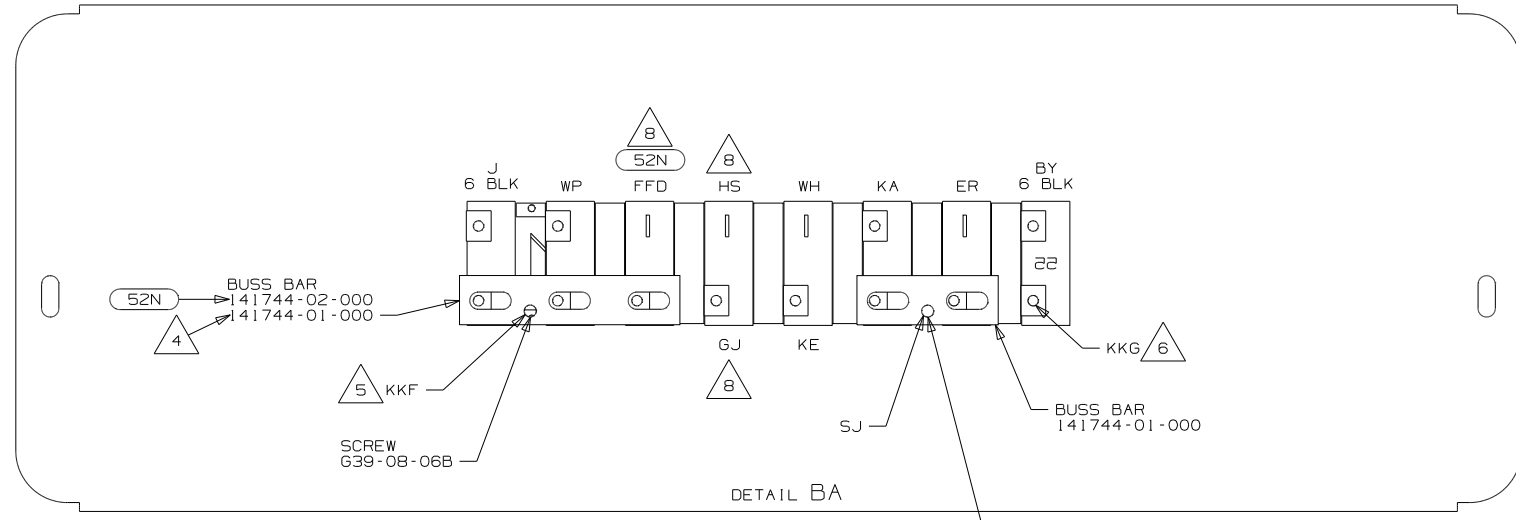 8
52N
8
J
6 BLK
WP
FFD
HS
WH
KA
ER
BY
6 BLK
22
52N
BUSS BAR
141744-02-000
141744-01-000
4
GJ
KE
KKG
6
5
KKF
8
SJ
BUSS BAR
141744-01-000
SCREW
G39-08-06B
DETAIL BA